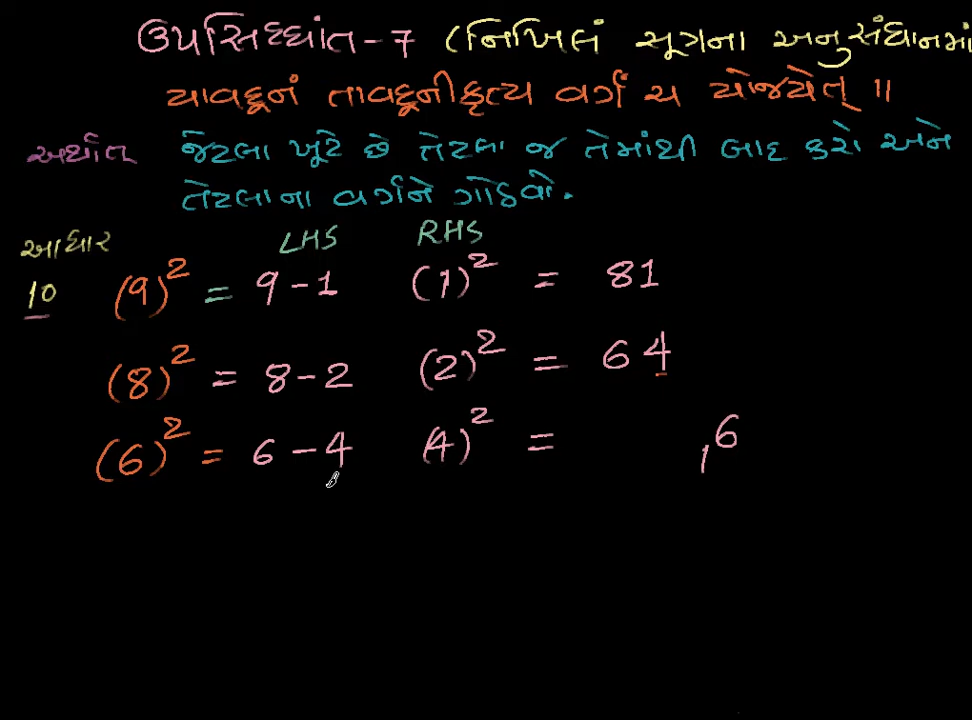 ઉપસિધ્ધાંત-7 (નિખિલં સૂત્રના અનુસંધાનમાં
યાવદૂનં તાવદૂનીકૃત્ય વર્ગં ચ યોજયેત્ ॥
અર્થાત જેટલા ખૂટે છે તેટલા જ તેમાંથી બાદ કરો અને
તેટલાના વર્ગને ગોઠવો.
આધાર LHS RHS
10 (9)² = 9-1 (1)² = 81
(8)² = 8-2 (2)² = 64
(6)² = 6-4 (4)² = ,6